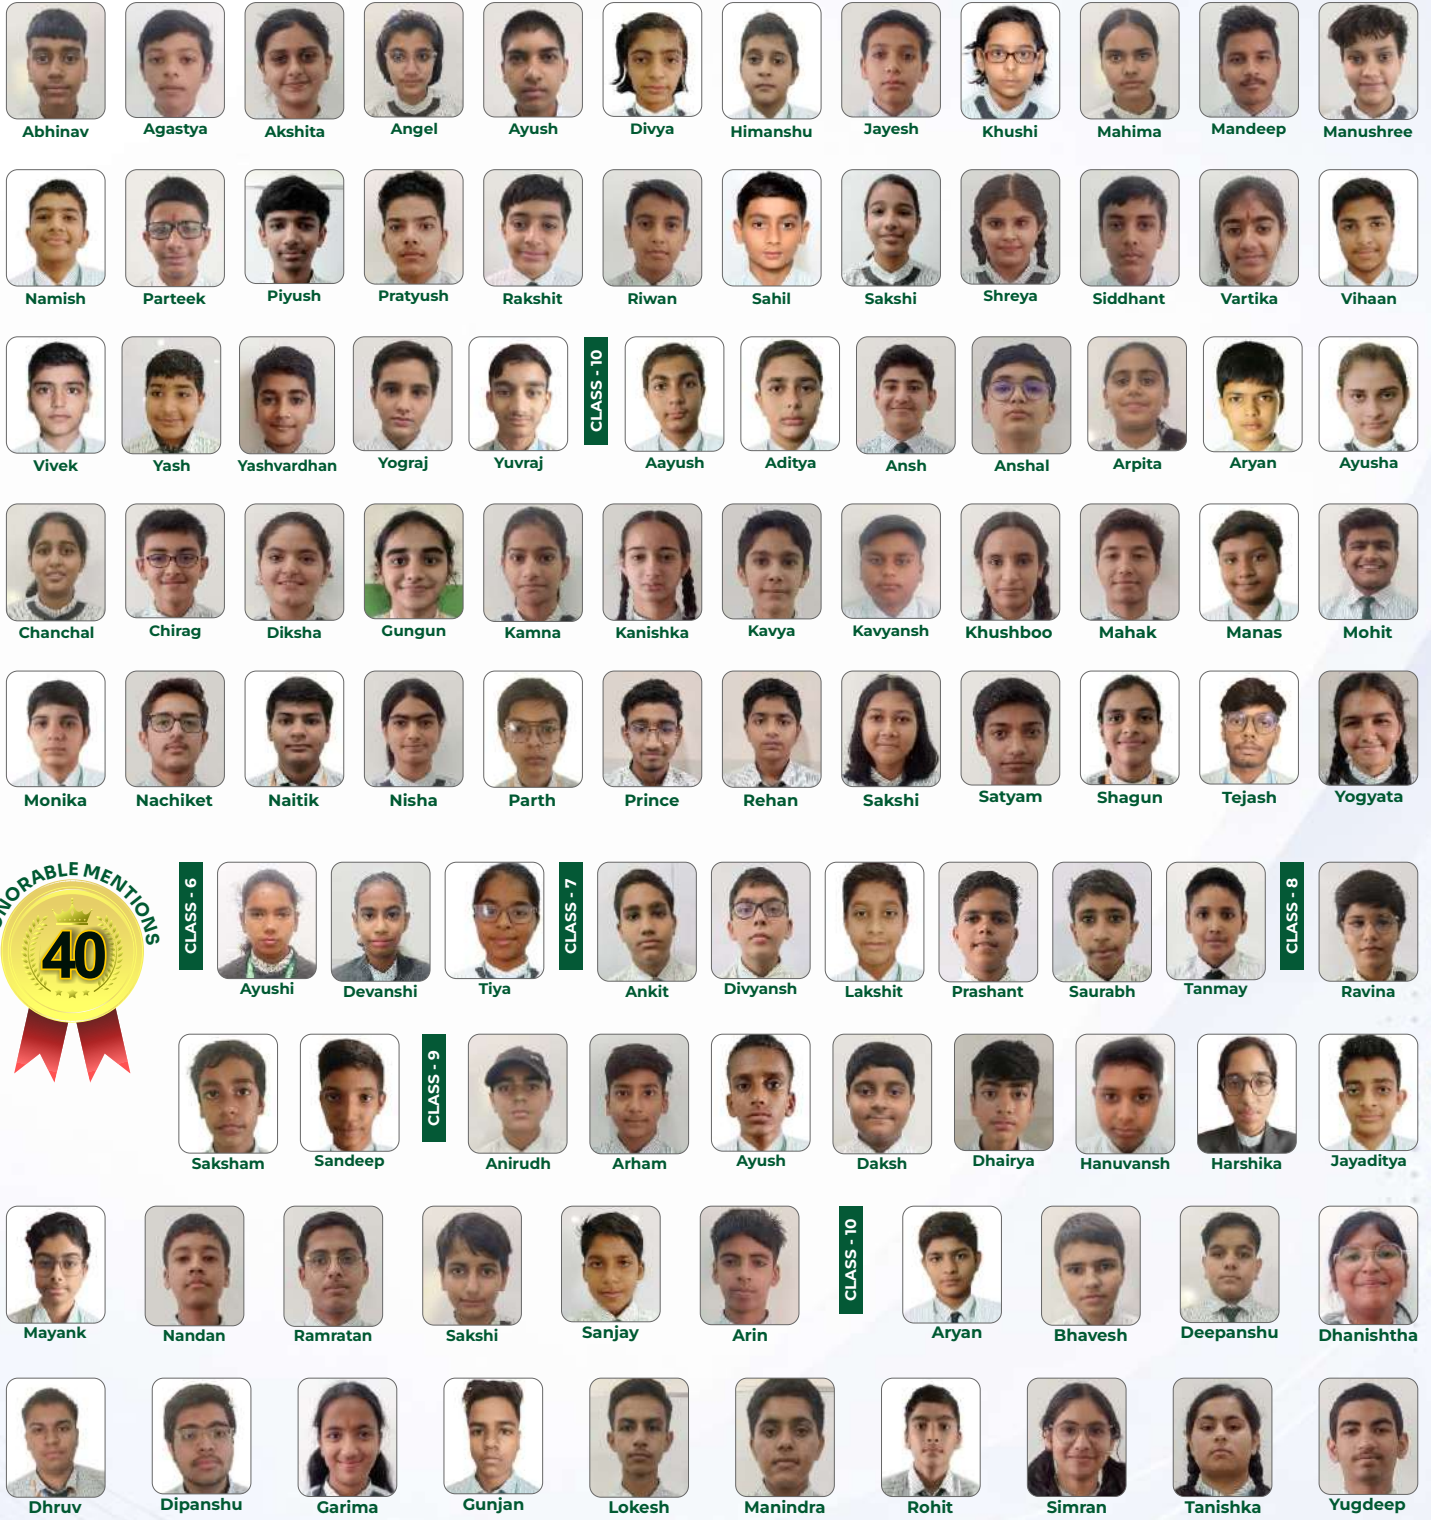 Abhinav Agastya Akshita Angel Ayush Divya Himanshu Jayesh Khushi Mahima Mandeep Manushree
Namish Parteek Piyush Pratyush Rakshit Riwan Sahil Sakshi Shreya Siddhant Vartika Vihaan
Vivek Yash Yashvardhan Yograj Yuvraj CLASS - 10 Aayush Aditya Ansh Anshal Arpita Aryan Ayusha
Chanchal Chirag Diksha Gungun Kamna Kanishka Kavya Kavyansh Khushboo Mahak Manas Mohit
Monika Nachiket Naitik Nisha Parth Prince Rehan Sakshi Satyam Shagun Tejash Yogyata
NORABLE MENTIONS
40
CLASS - 6 Ayushi Devanshi Tiya CLASS - 7 Ankit Divyansh Lakshit Prashant Saurabh Tanmay CLASS - 8 Ravina
Saksham Sandeep CLASS - 9 Anirudh Arham Ayush Daksh Dhairya Hanuvansh Harshika Jayaditya
Mayank Nandan Ramratan Sakshi Sanjay Arin CLASS - 10 Aryan Bhavesh Deepanshu Dhanishtha
Dhruv Dipanshu Garima Gunjan Lokesh Manindra Rohit Simran Tanishka Yugdeep